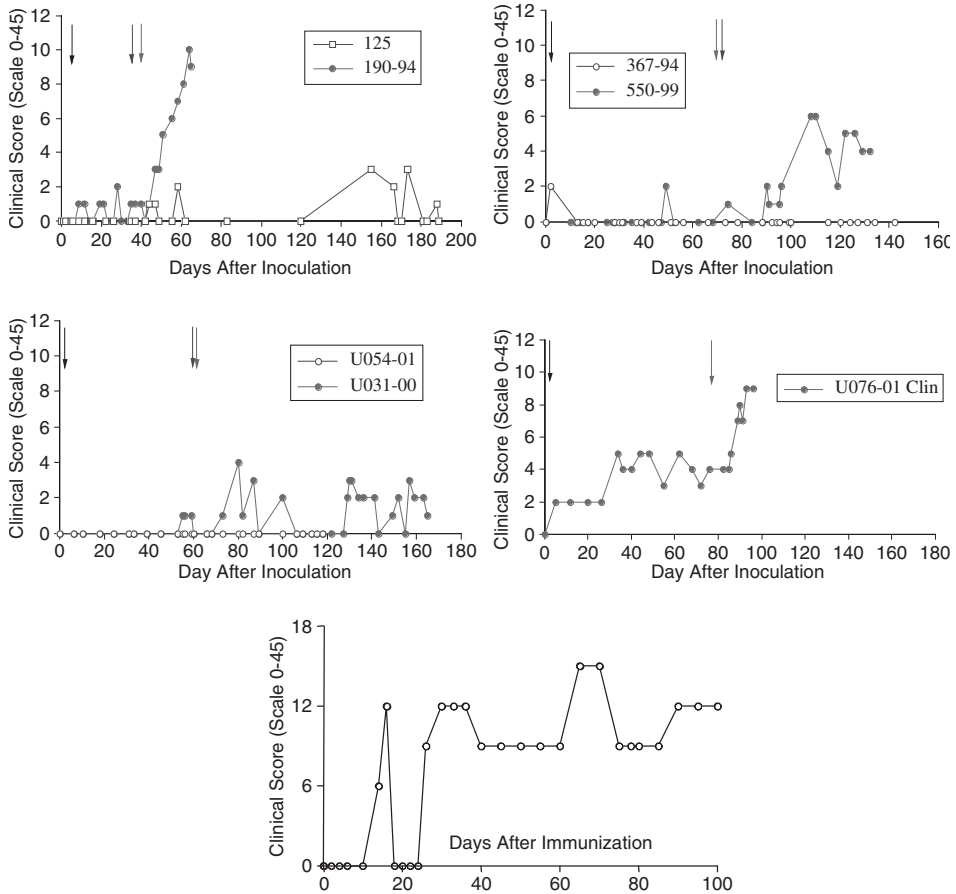 Clinical Score (Scale 0-45)
12
10
8
6
4
2
0
125
190-94
0 20 40 60 80 100 120 140 160 180 200
Days After Inoculation
Clinical Score (Scale 0-45)
12
10
8
6
4
2
0
367-94
550-99
0 20 40 60 80 100 120 140 160
Days After Inoculation
Clinical Score (Scale 0-45)
12
10
8
6
4
2
0
U054-01
U031-00
0 20 40 60 80 100 120 140 160 180
Day After Inoculation
Clinical Score (Scale 0-45)
12
10
8
6
4
2
0
U076-01 Clin
0 20 40 60 80 100 120 140 160 180
Day After Inoculation
Clinical Score (Scale 0-45)
18
12
6
0
Days After Immunization
0 20 40 60 80 100